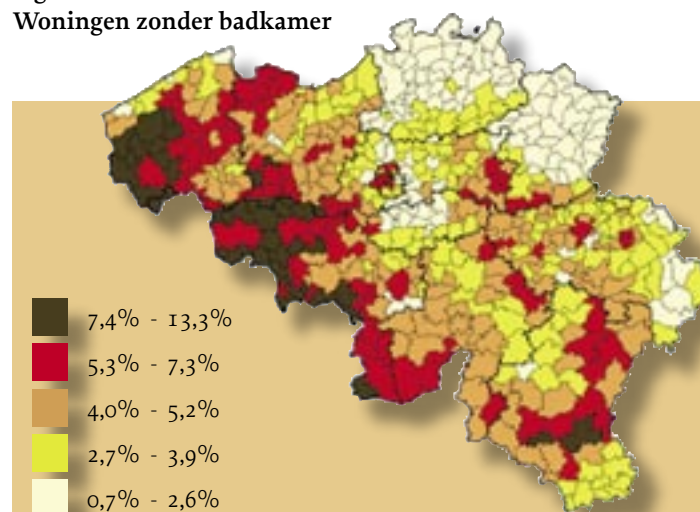 Woningen zonder badkamer
7,4% - 13,3%
5,3% - 7,3%
4,0% - 5,2%
2,7% - 3,9%
0,7% - 2,6%